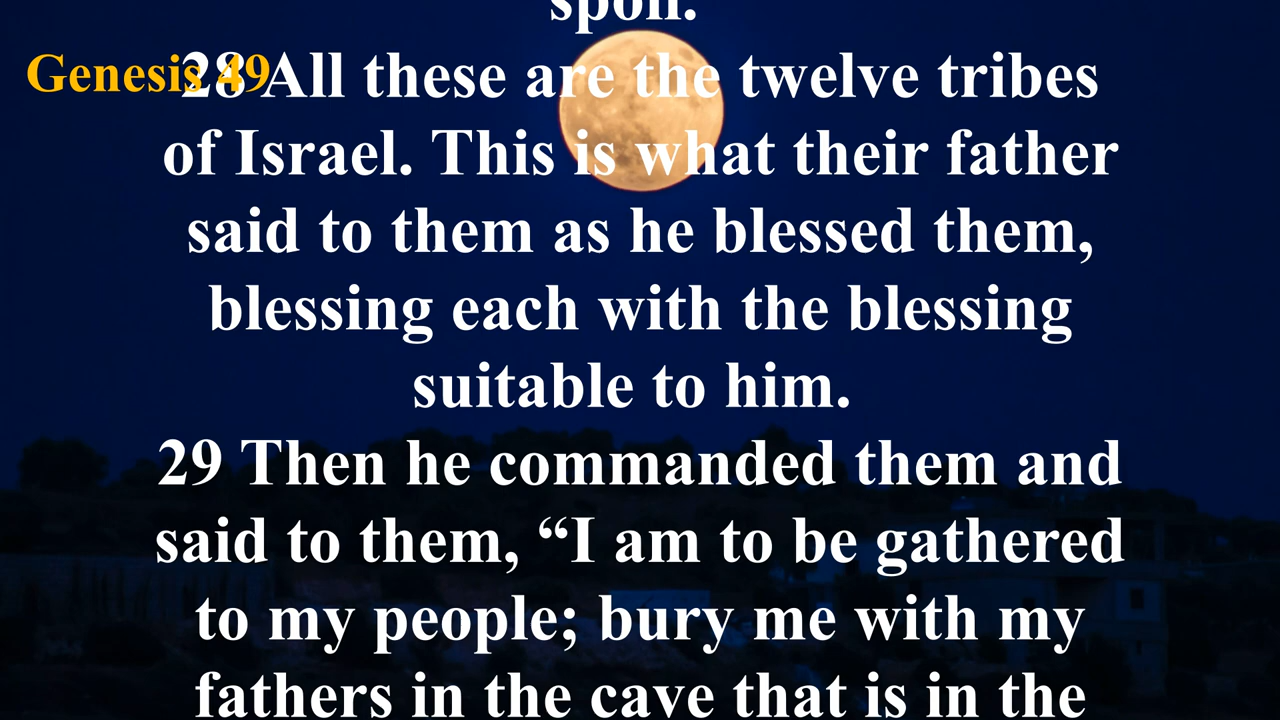 spoil.
Genesis 49
28 All these are the twelve tribes
of Israel. This is what their father
said to them as he blessed them,
blessing each with the blessing
suitable to him.
29 Then he commanded them and
said to them, “I am to be gathered
to my people; bury me with my
fathers in the cave that is in the